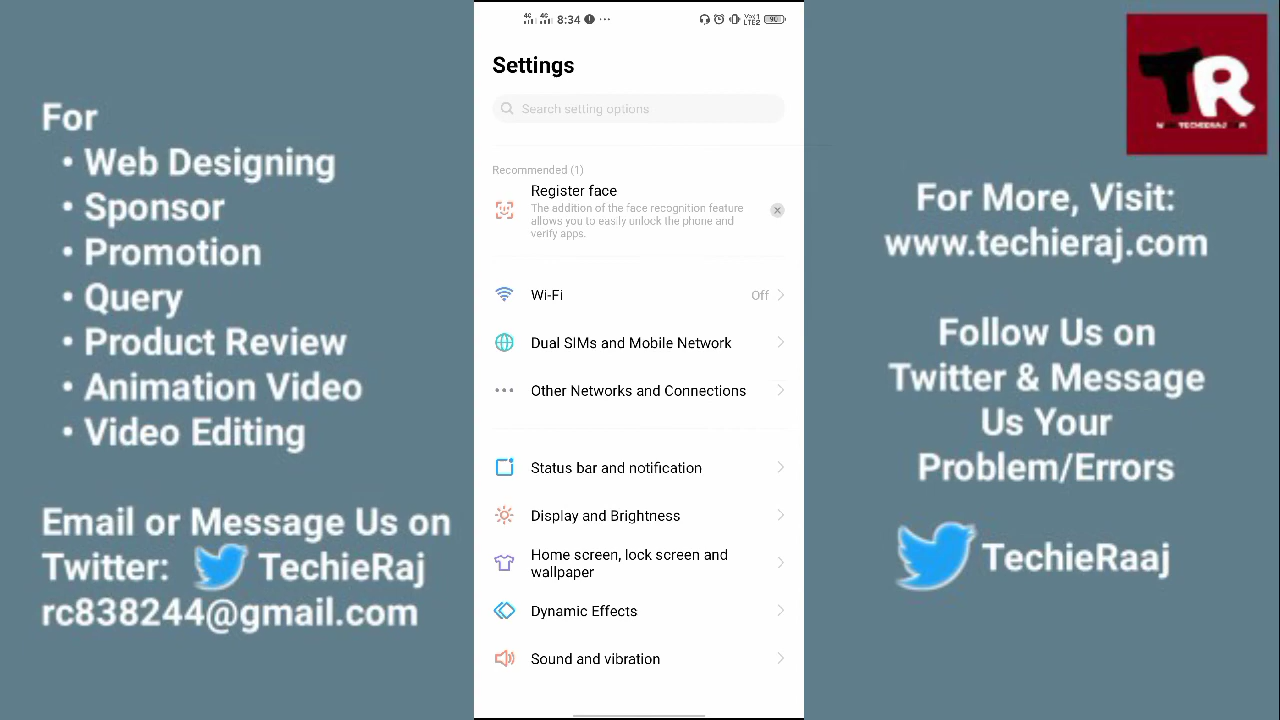 For
• Web Designing
• Sponsor
• Promotion
• Query
• Product Review
• Animation Video
• Video Editing
Email or Message Us on
Twitter: TechieRaj
rc838244@gmail.com
4G 4G 8:34 ...
LTE2 90
Settings
Search setting options
Recommended (1)
Register face
The addition of the face recognition feature
allows you to easily unlock the phone and
verify apps.
Wi-Fi Off
Dual SIMs and Mobile Network
Other Networks and Connections
Status bar and notification
Display and Brightness
Home screen, lock screen and
wallpaper
Dynamic Effects
Sound and vibration
TR
For More, Visit:
www.techieraj.com
Follow Us on
Twitter & Message
Us Your
Problem/Errors
TechieRaaj